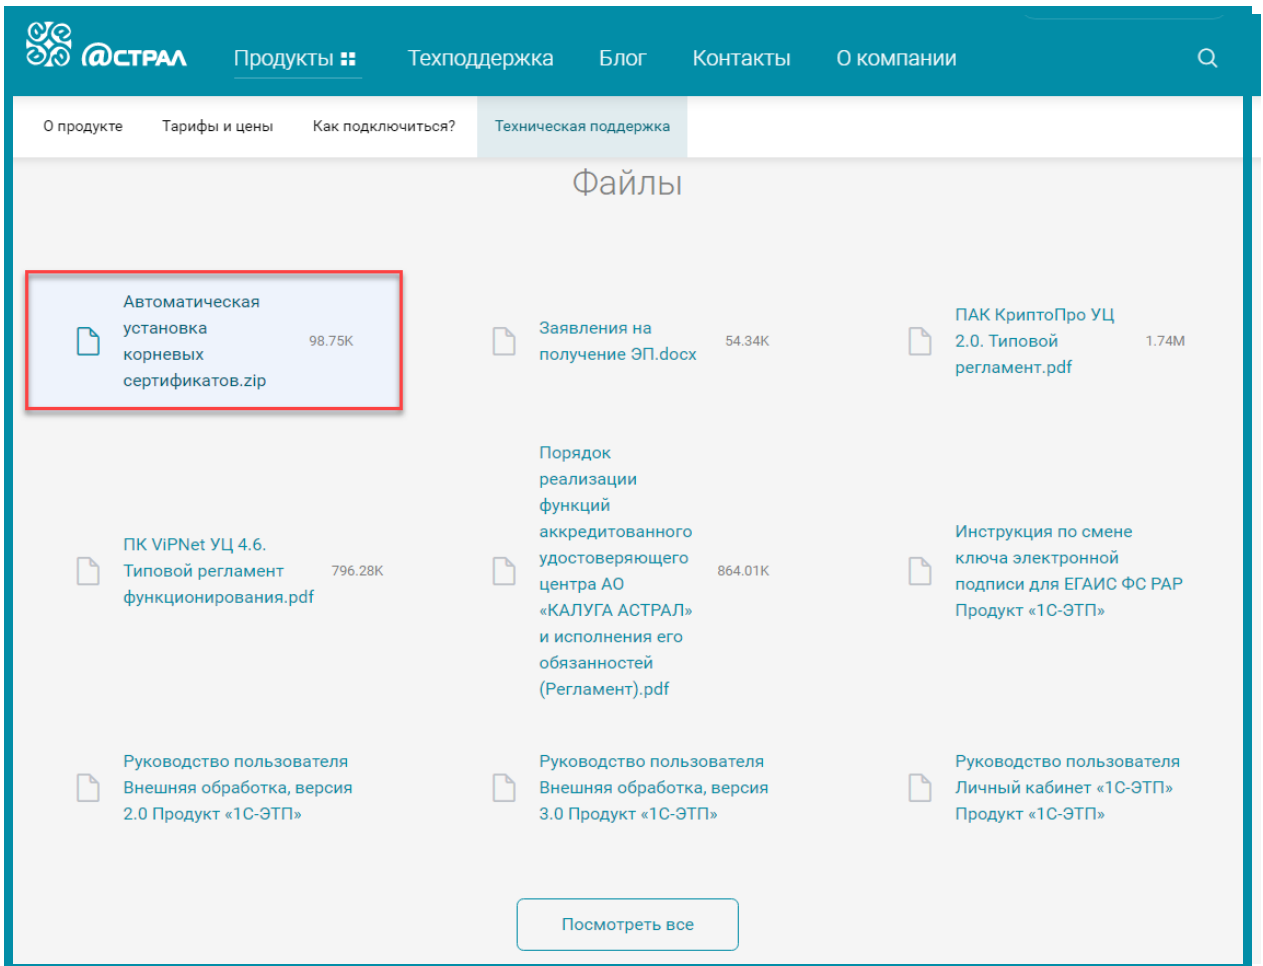 @СТРАЛ
Продукты
Техподдержка
Блог
Контакты
О компании
О продукте
Тарифы и цены
Как подключиться?
Техническая поддержка
Файлы
Автоматическая
установка
корневых
сертификатов.zip
98.75K
Заявления на
получение ЭП.docx
54.34K
ПАК КриптоПро УЦ
2.0. Типовой
регламент.pdf
1.74M
ПК ViPNet УЦ 4.6.
Типовой регламент
функционирования.pdf
796.28K
Порядок
реализации
функций
аккредитованного
удостоверяющего
центра АО
«КАЛУГА АСТРАЛ»
и исполнения его
обязанностей
(Регламент).pdf
864.01K
Инструкция по смене
ключа электронной
подписи для ЕГАИС ФС РАР
Продукт «1С-ЭТП»
Руководство пользователя
Внешняя обработка, версия
2.0 Продукт «1С-ЭТП»
Руководство пользователя
Внешняя обработка, версия
3.0 Продукт «1С-ЭТП»
Руководство пользователя
Личный кабинет «1С-ЭТП»
Продукт «1С-ЭТП»
Посмотреть все